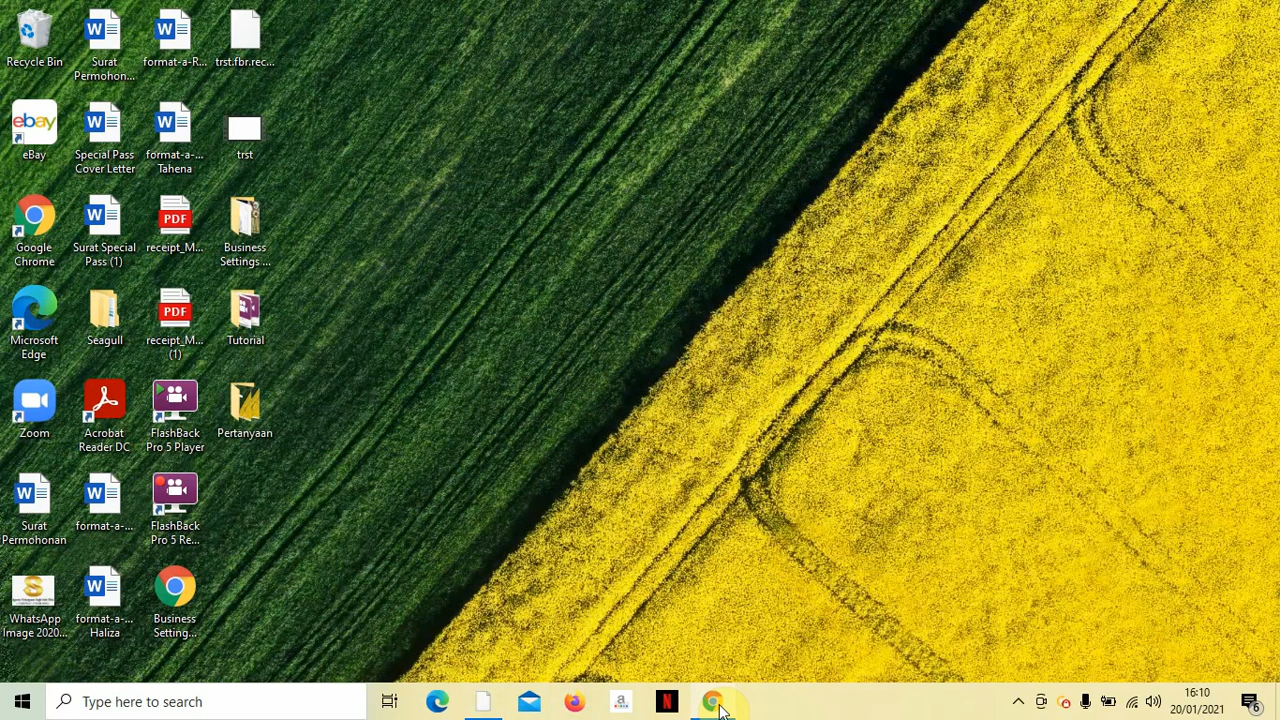 Recycle Bin
Surat
Permohon...
format-a-R...
trst.fbr.rec...
ebay
eBay
Special Pass
Cover Letter
format-a-...
Tahena
trst
Google
Chrome
Surat Special
Pass (1)
PDF
receipt_M...
Business
Settings ...
Microsoft
Edge
Seagull
PDF
receipt_M...
(1)
Tutorial
Zoom
Acrobat
Reader DC
FlashBack
Pro 5 Player
Pertanyaan
Surat
Permohonan
format-a-...
FlashBack
Pro 5 Re...
WhatsApp
Image 2020...
format-a-...
Haliza
Business
Setting...
Type here to search
16:10
20/01/2021
6